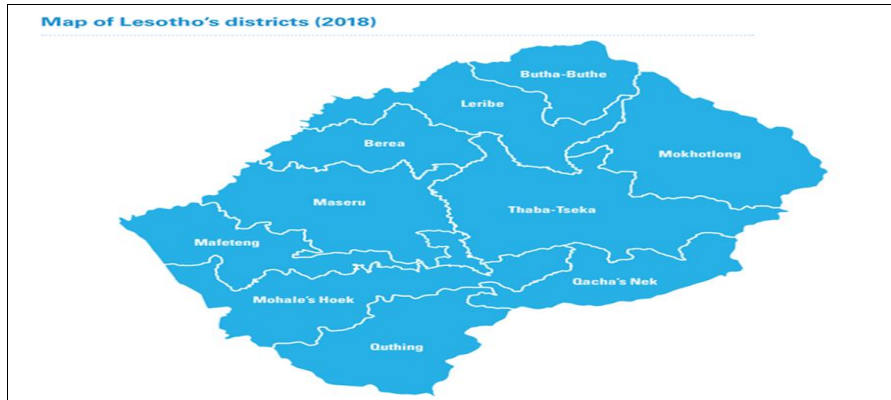 Map of Lesotho's districts (2018)
Butha-Buthe
Leribe
Berea
Mokhotlong
Maseru
Thaba-Tseka
Mafeteng
Qacha's Nek
Mohale's Hoek
Quthing